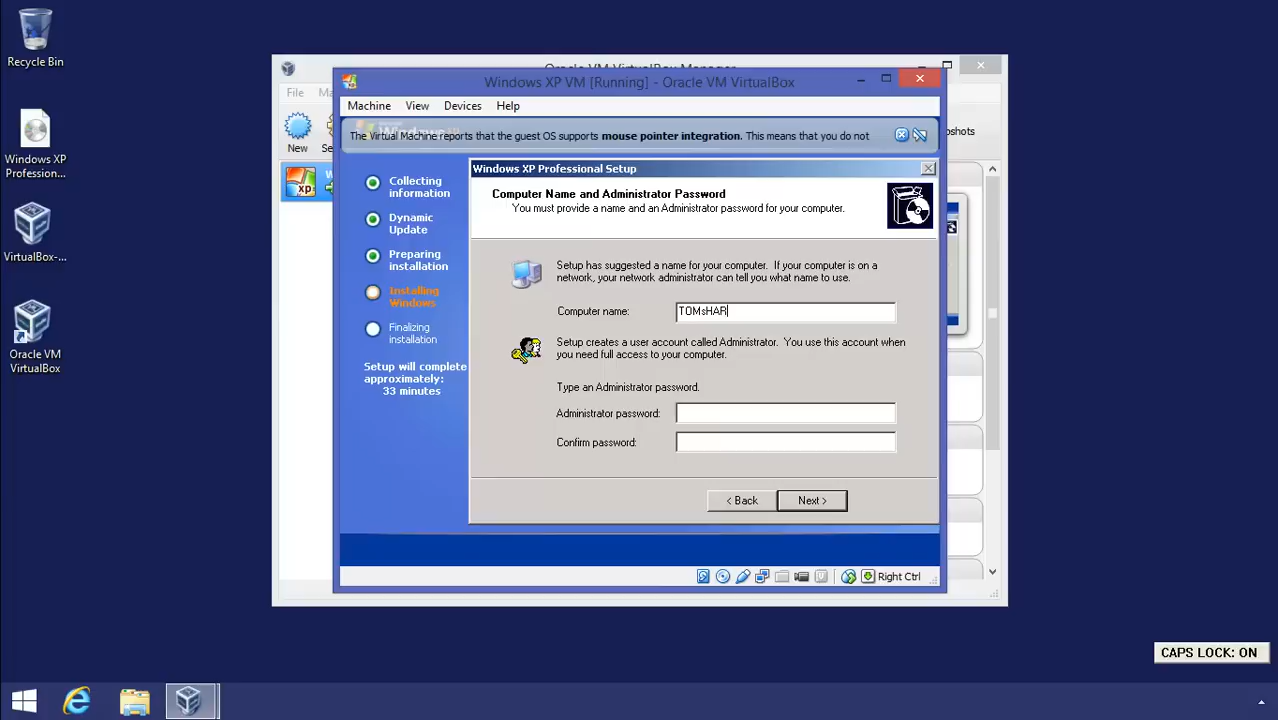 Recycle Bin
Windows XP
Profession...
VirtualBox-...
Oracle VM
VirtualBox
Oracle VM VirtualBox Manager
File
New
Windows XP VM [Running] - Oracle VM VirtualBox
Machine View Devices Help
The Virtual Machine reports that the guest OS supports mouse pointer integration. This means that you do not
Collecting
information
Dynamic
Update
Preparing
installation
Installing
Windows
Finalizing
installation
Setup will complete
approximately:
33 minutes
Windows XP Professional Setup
Computer Name and Administrator Password
You must provide a name and an Administrator password for your computer.
Setup has suggested a name for your computer. If your computer is on a
network, your network administrator can tell you what name to use.
Computer name: TOMsHAR
Setup creates a user account called Administrator. You use this account when
you need full access to your computer.
Type an Administrator password.
Administrator password:
Confirm password:
< Back Next >
Right Ctrl
CAPS LOCK: ON